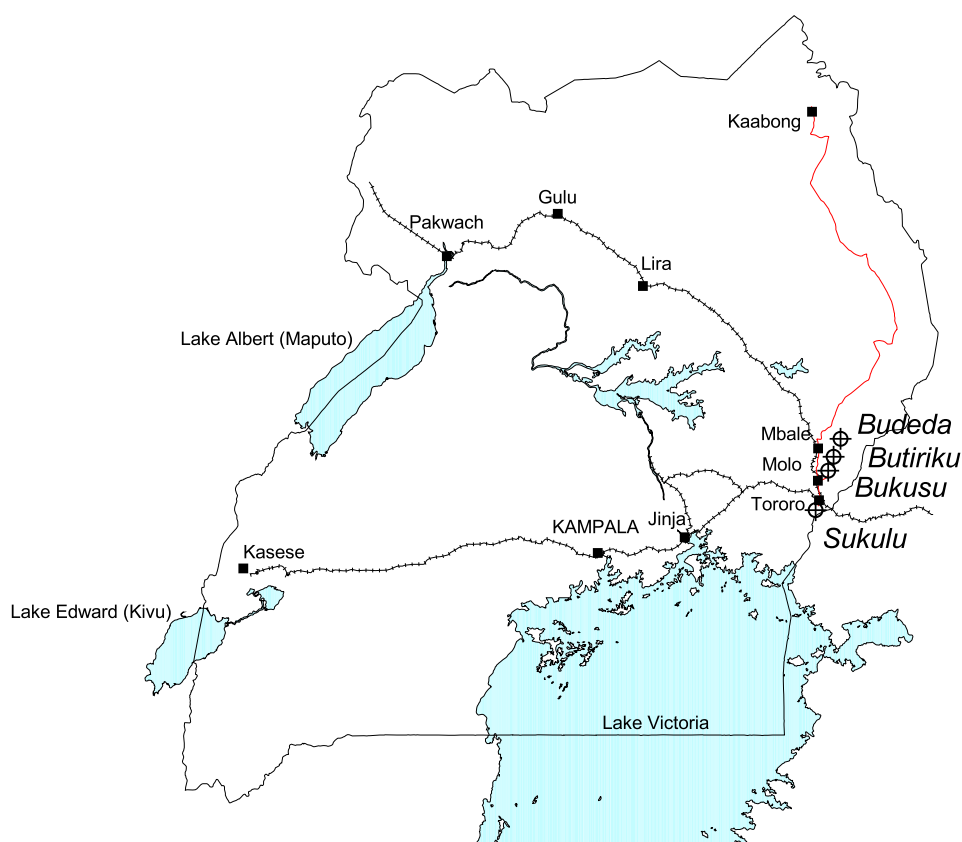 Kaabong
Gulu
Pakwach
Lira
Lake Albert (Maputo)
Budeda
Mbale
Butiriku
Molo
Bukusu
Tororo
Jinja
KAMPALA
Sukulu
Kasese
Lake Edward (Kivu)
Lake Victoria